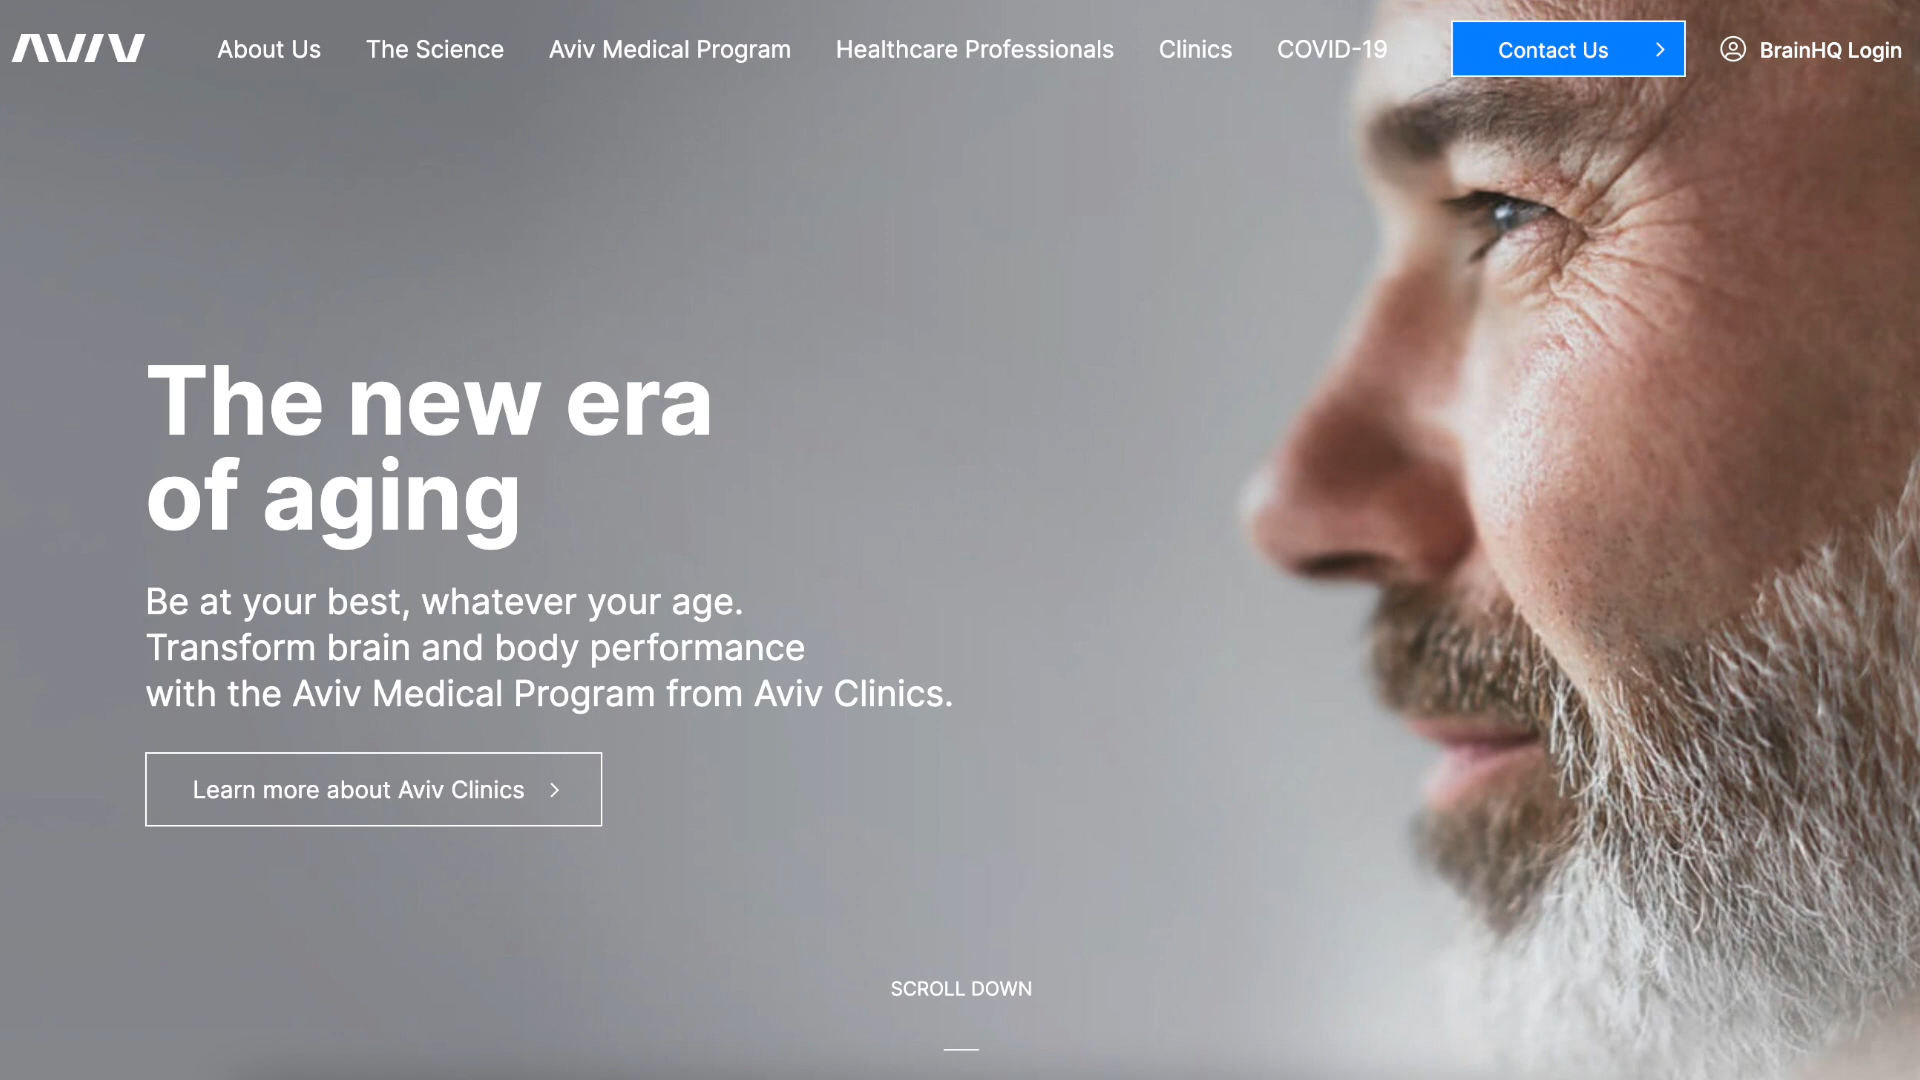 AVIV
About Us
The Science
Aviv Medical Program
Healthcare Professionals
Clinics
COVID-19
Contact Us
BrainHQ Login
The new era
of aging
Be at your best, whatever your age.
Transform brain and body performance
with the Aviv Medical Program from Aviv Clinics.
Learn more about Aviv Clinics
SCROLL DOWN